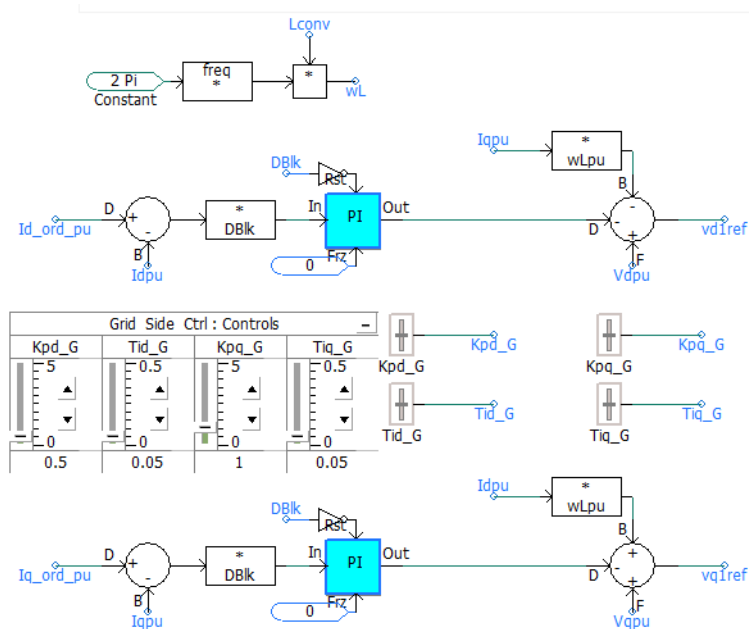 Lconv
2 Pi
freq
*
*
Constant
wL
Iqpu
*
wLpu
DBlk
Rst
B
-
D
+
*
In
PI
Out
-
Id_ord_pu
-
DBlk
D
+
vd1ref
B
Frz
F
Idpu
0
Vdpu
Grid Side Ctrl : Controls
Kpd_G
Tid_G
Kpq_G
Tiq_G
5
0.5
5
0.5
0
0
0
0
0.5
0.05
1
0.05
Kpd_G
Kpd_G
Kpq_G
Kpq_G
Tid_G
Tid_G
Tiq_G
Tiq_G
Idpu
*
wLpu
DBlk
Rst
B
+
D
+
*
In
PI
Out
-
Iq_ord_pu
-
DBlk
D
+
vq1ref
B
Frz
F
Iqpu
0
Vqpu